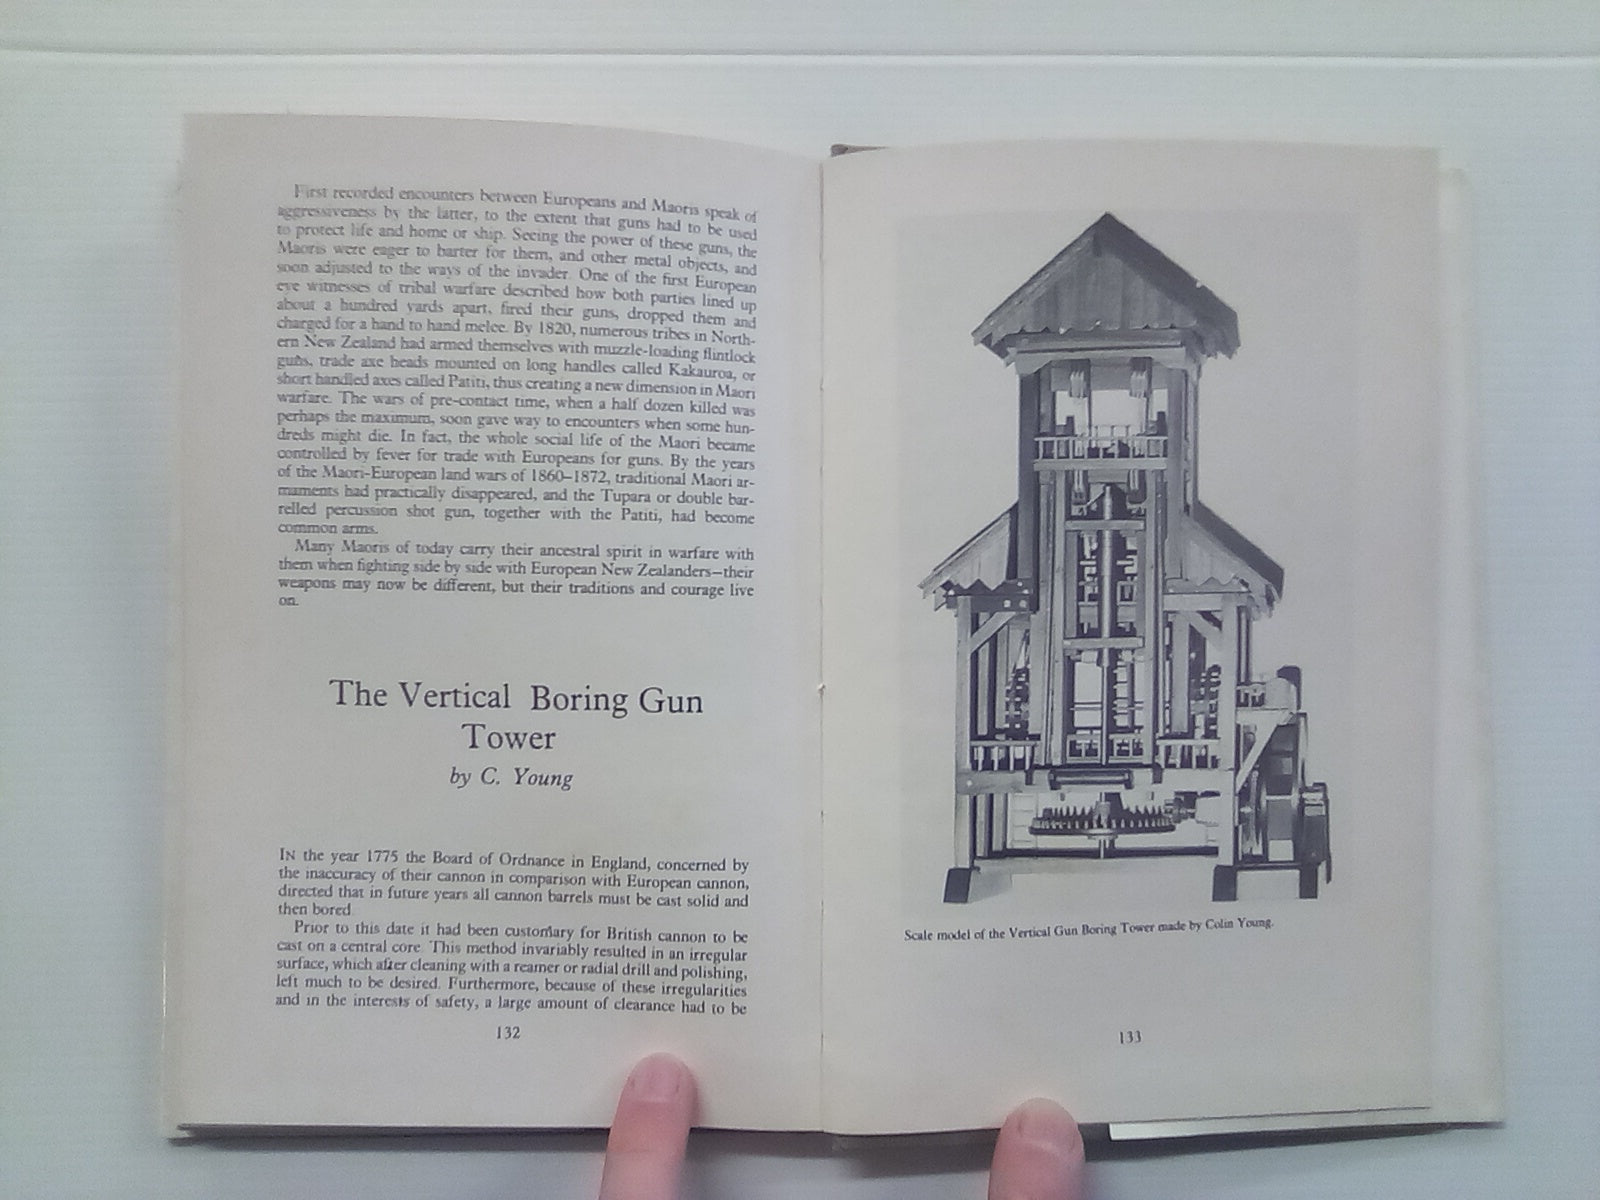 First recorded encounters between Europeans and Maoris speak of
aggressiveness by the latter, to the extent that guns had to be used
to protect life and home or ship. Seeing the power of these guns, the
Maoris were eager to barter for them, and other metal objects, and
soon adjusted to the ways of the invader. One of the first European
eye witnesses of tribal warfare described how both parties lined up
about a hundred yards apart, fired their guns, dropped them and
charged for a hand to hand melee. By 1820, numerous tribes in North-
ern New Zealand had armed themselves with muzzle-loading flintlock
guns, trade axe heads mounted on long handles called Kakauroa, or
short handled axes called Patiti, thus creating a new dimension in Maori
warfare. The wars of pre-contact time, when a half dozen killed was
perhaps the maximum, soon gave way to encounters when some hun-
dreds might die. In fact, the whole social life of the Maori became
controlled by fever for trade with Europeans for guns. By the years
of the Maori-European land wars of 1860–1872, traditional Maori ar-
maments had practically disappeared, and the Tupara or double bar-
relled percussion shot gun, together with the Patiti, had become
common arms.
Many Maoris of today carry their ancestral spirit in warfare with
them when fighting side by side with European New Zealanders—their
weapons may now be different, but their traditions and courage live
on.
The Vertical Boring Gun
Tower
by C. Young
IN the year 1775 the Board of Ordnance in England, concerned by
the inaccuracy of their cannon in comparison with European cannon,
directed that in future years all cannon barrels must be cast solid and
then bored.
Prior to this date it had been customary for British cannon to be
cast on a central core. This method invariably resulted in an irregular
surface, which after cleaning with a reamer or radial drill and polishing,
left much to be desired. Furthermore, because of these irregularities
and in the interests of safety, a large amount of clearance had to be
132
Scale model of the Vertical Gun Boring Tower made by Colin Young.
133